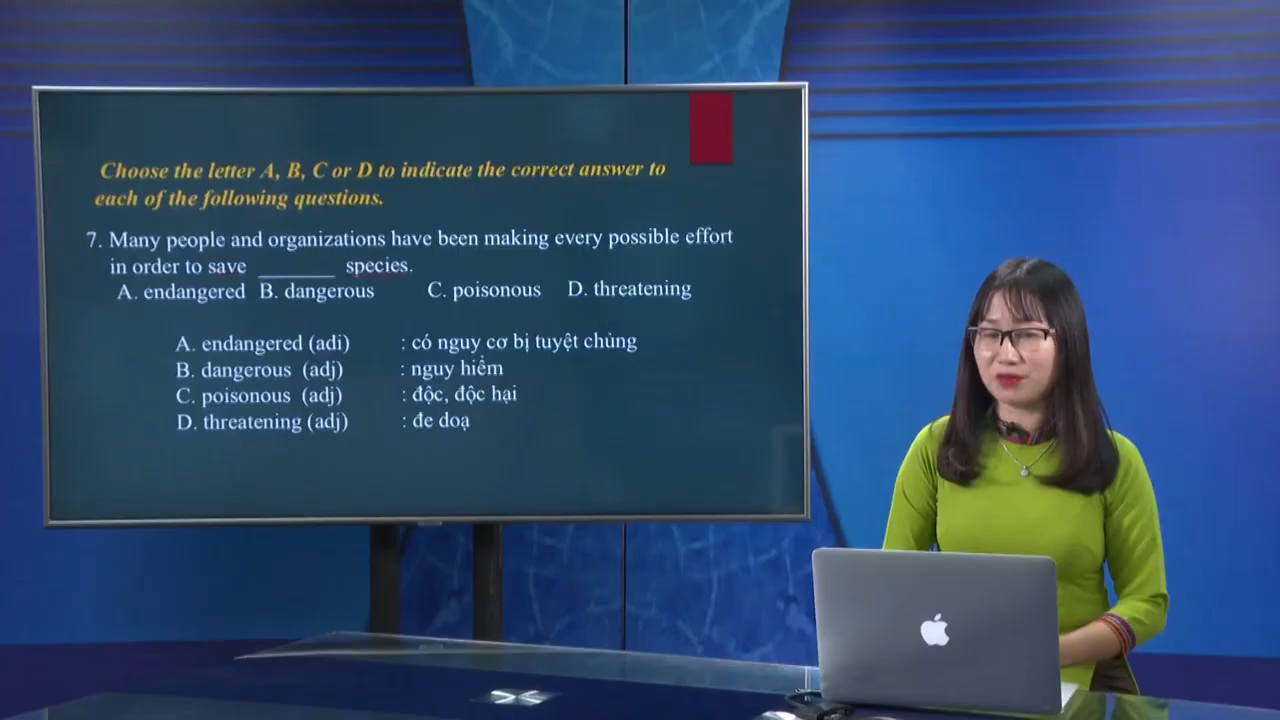 Choose the letter A, B, C or D to indicate the correct answer to
each of the following questions.
7. Many people and organizations have been making every possible effort
in order to save _______ species.
A. endangered B. dangerous C. poisonous D. threatening
A. endangered (adi) : có nguy cơ bị tuyệt chủng
B. dangerous (adj) : nguy hiểm
C. poisonous (adj) : độc, độc hại
D. threatening (adj) : đe doạ